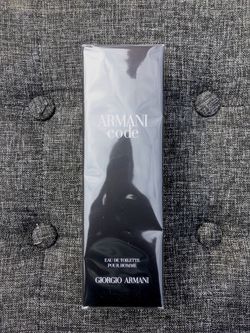 ARMANI
code
EAU DE TOILETTE
POUR HOMME
GIORGIO ARMANI